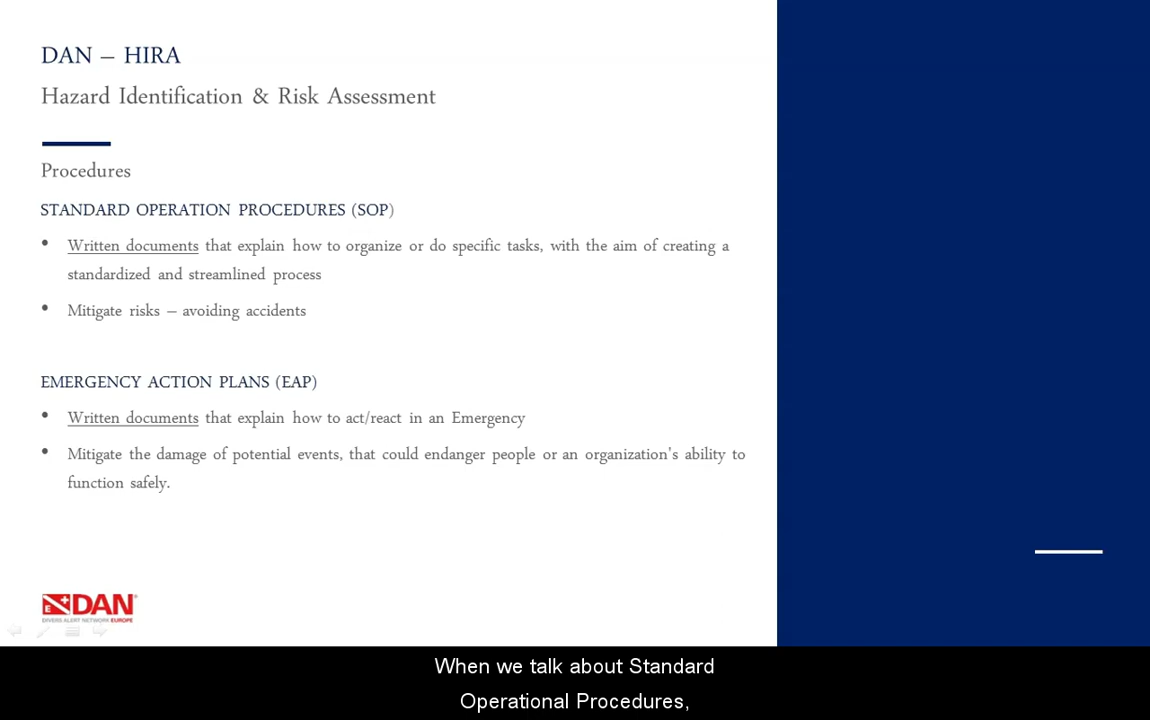 DAN – HIRA
Hazard Identification & Risk Assessment
Procedures
STANDARD OPERATION PROCEDURES (SOP)
• Written documents that explain how to organize or do specific tasks, with the aim of creating a
standardized and streamlined process
• Mitigate risks – avoiding accidents
EMERGENCY ACTION PLANS (EAP)
• Written documents that explain how to act/react in an Emergency
• Mitigate the damage of potential events, that could endanger people or an organization's ability to
function safely.
E DAN
DIVERS ALERT NETWORK EUROPE
When we talk about Standard
Operational Procedures,